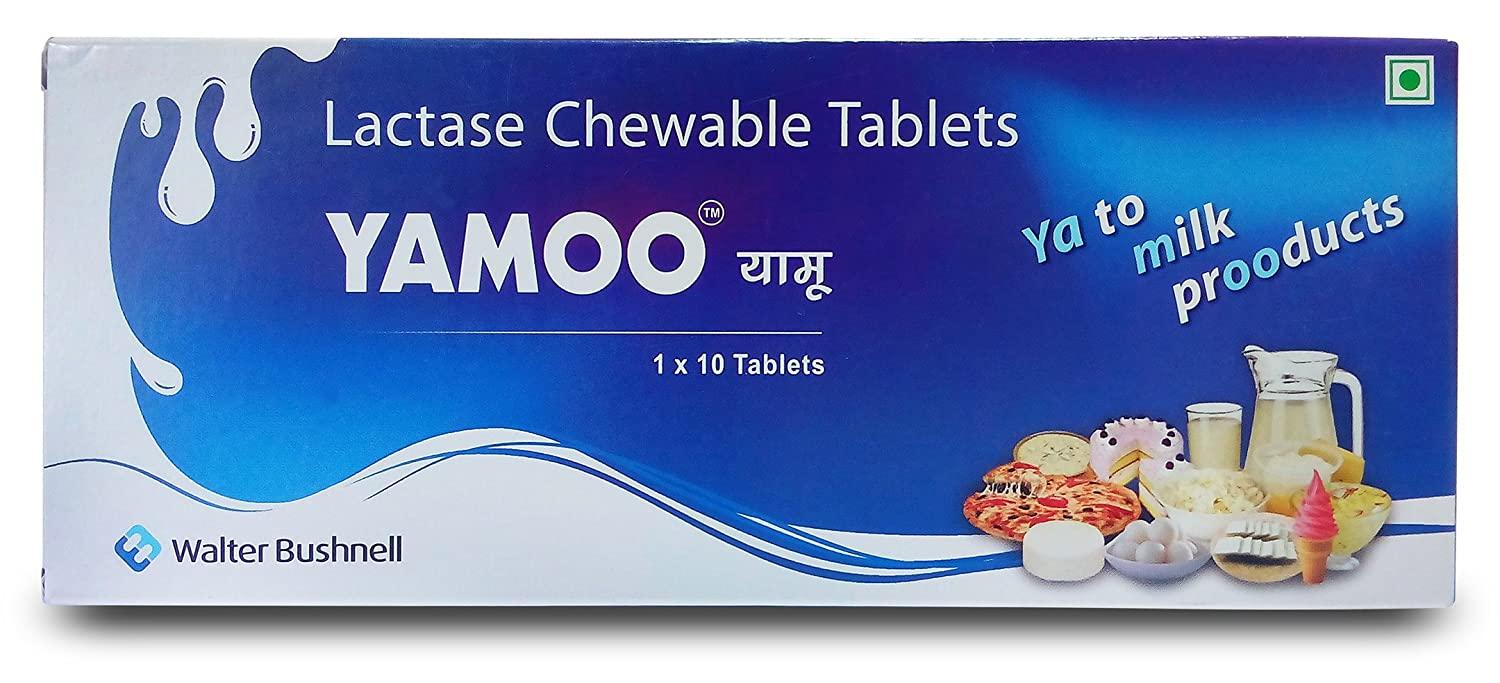 Lactase Chewable Tablets
YAMOO™ यामू
1 x 10 Tablets
Ya to
milk
prooducts
Walter Bushnell